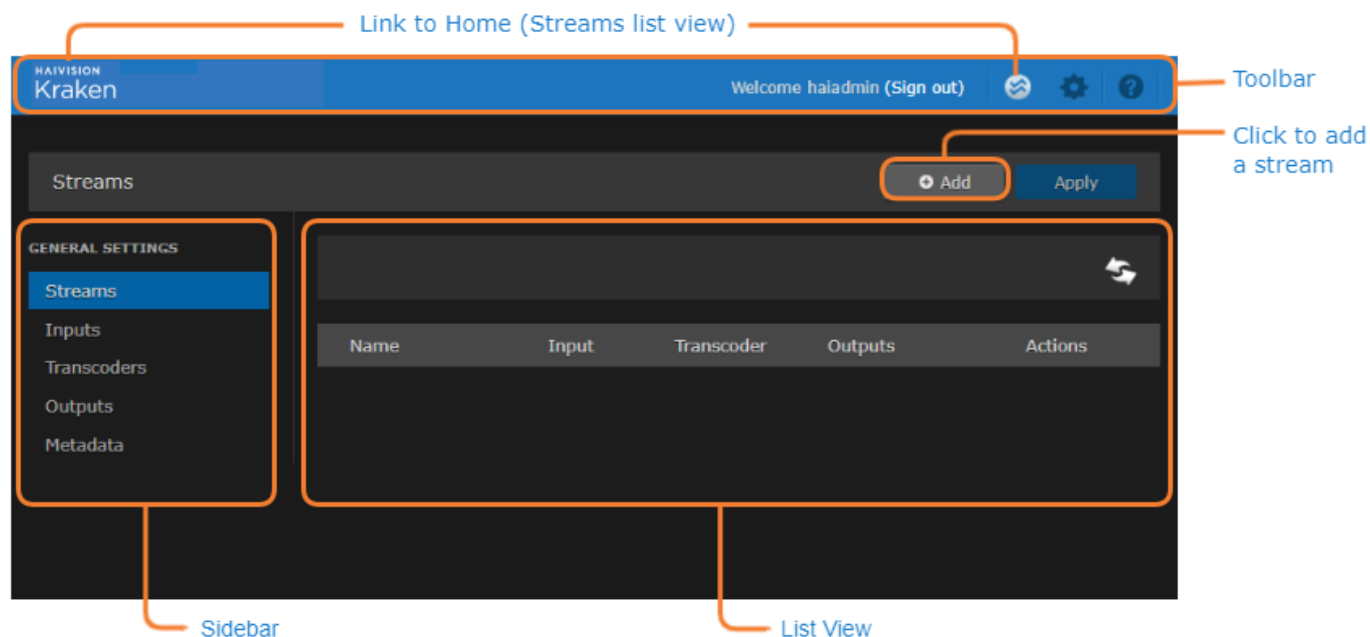 Link to Home (Streams list view)
HAIVISION
Kraken
Welcome haiadmin (Sign out)
?
Toolbar
Click to add
a stream
Streams
Add
Apply
GENERAL SETTINGS
Streams
Inputs
Transcoders
Outputs
Metadata
Name Input Transcoder Outputs Actions
Sidebar
List View